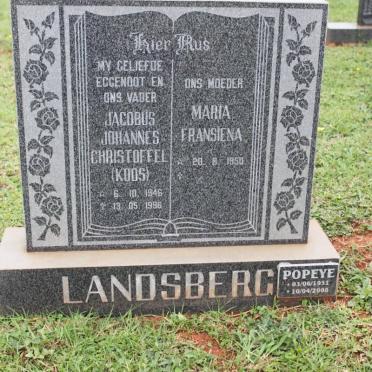 Hier Rus
MY GELIEFDE
EGGENOOT EN
ONS VADER
JACOBUS
JOHANNES
CHRISTOFFEL
(KOOS)
☆ 6. 10. 1946
† 13. 05. 1996
ONS MOEDER
MARIA
FRANSIENA
☆ 20. 8. 1950
†
LANDSBERG
POPEYE